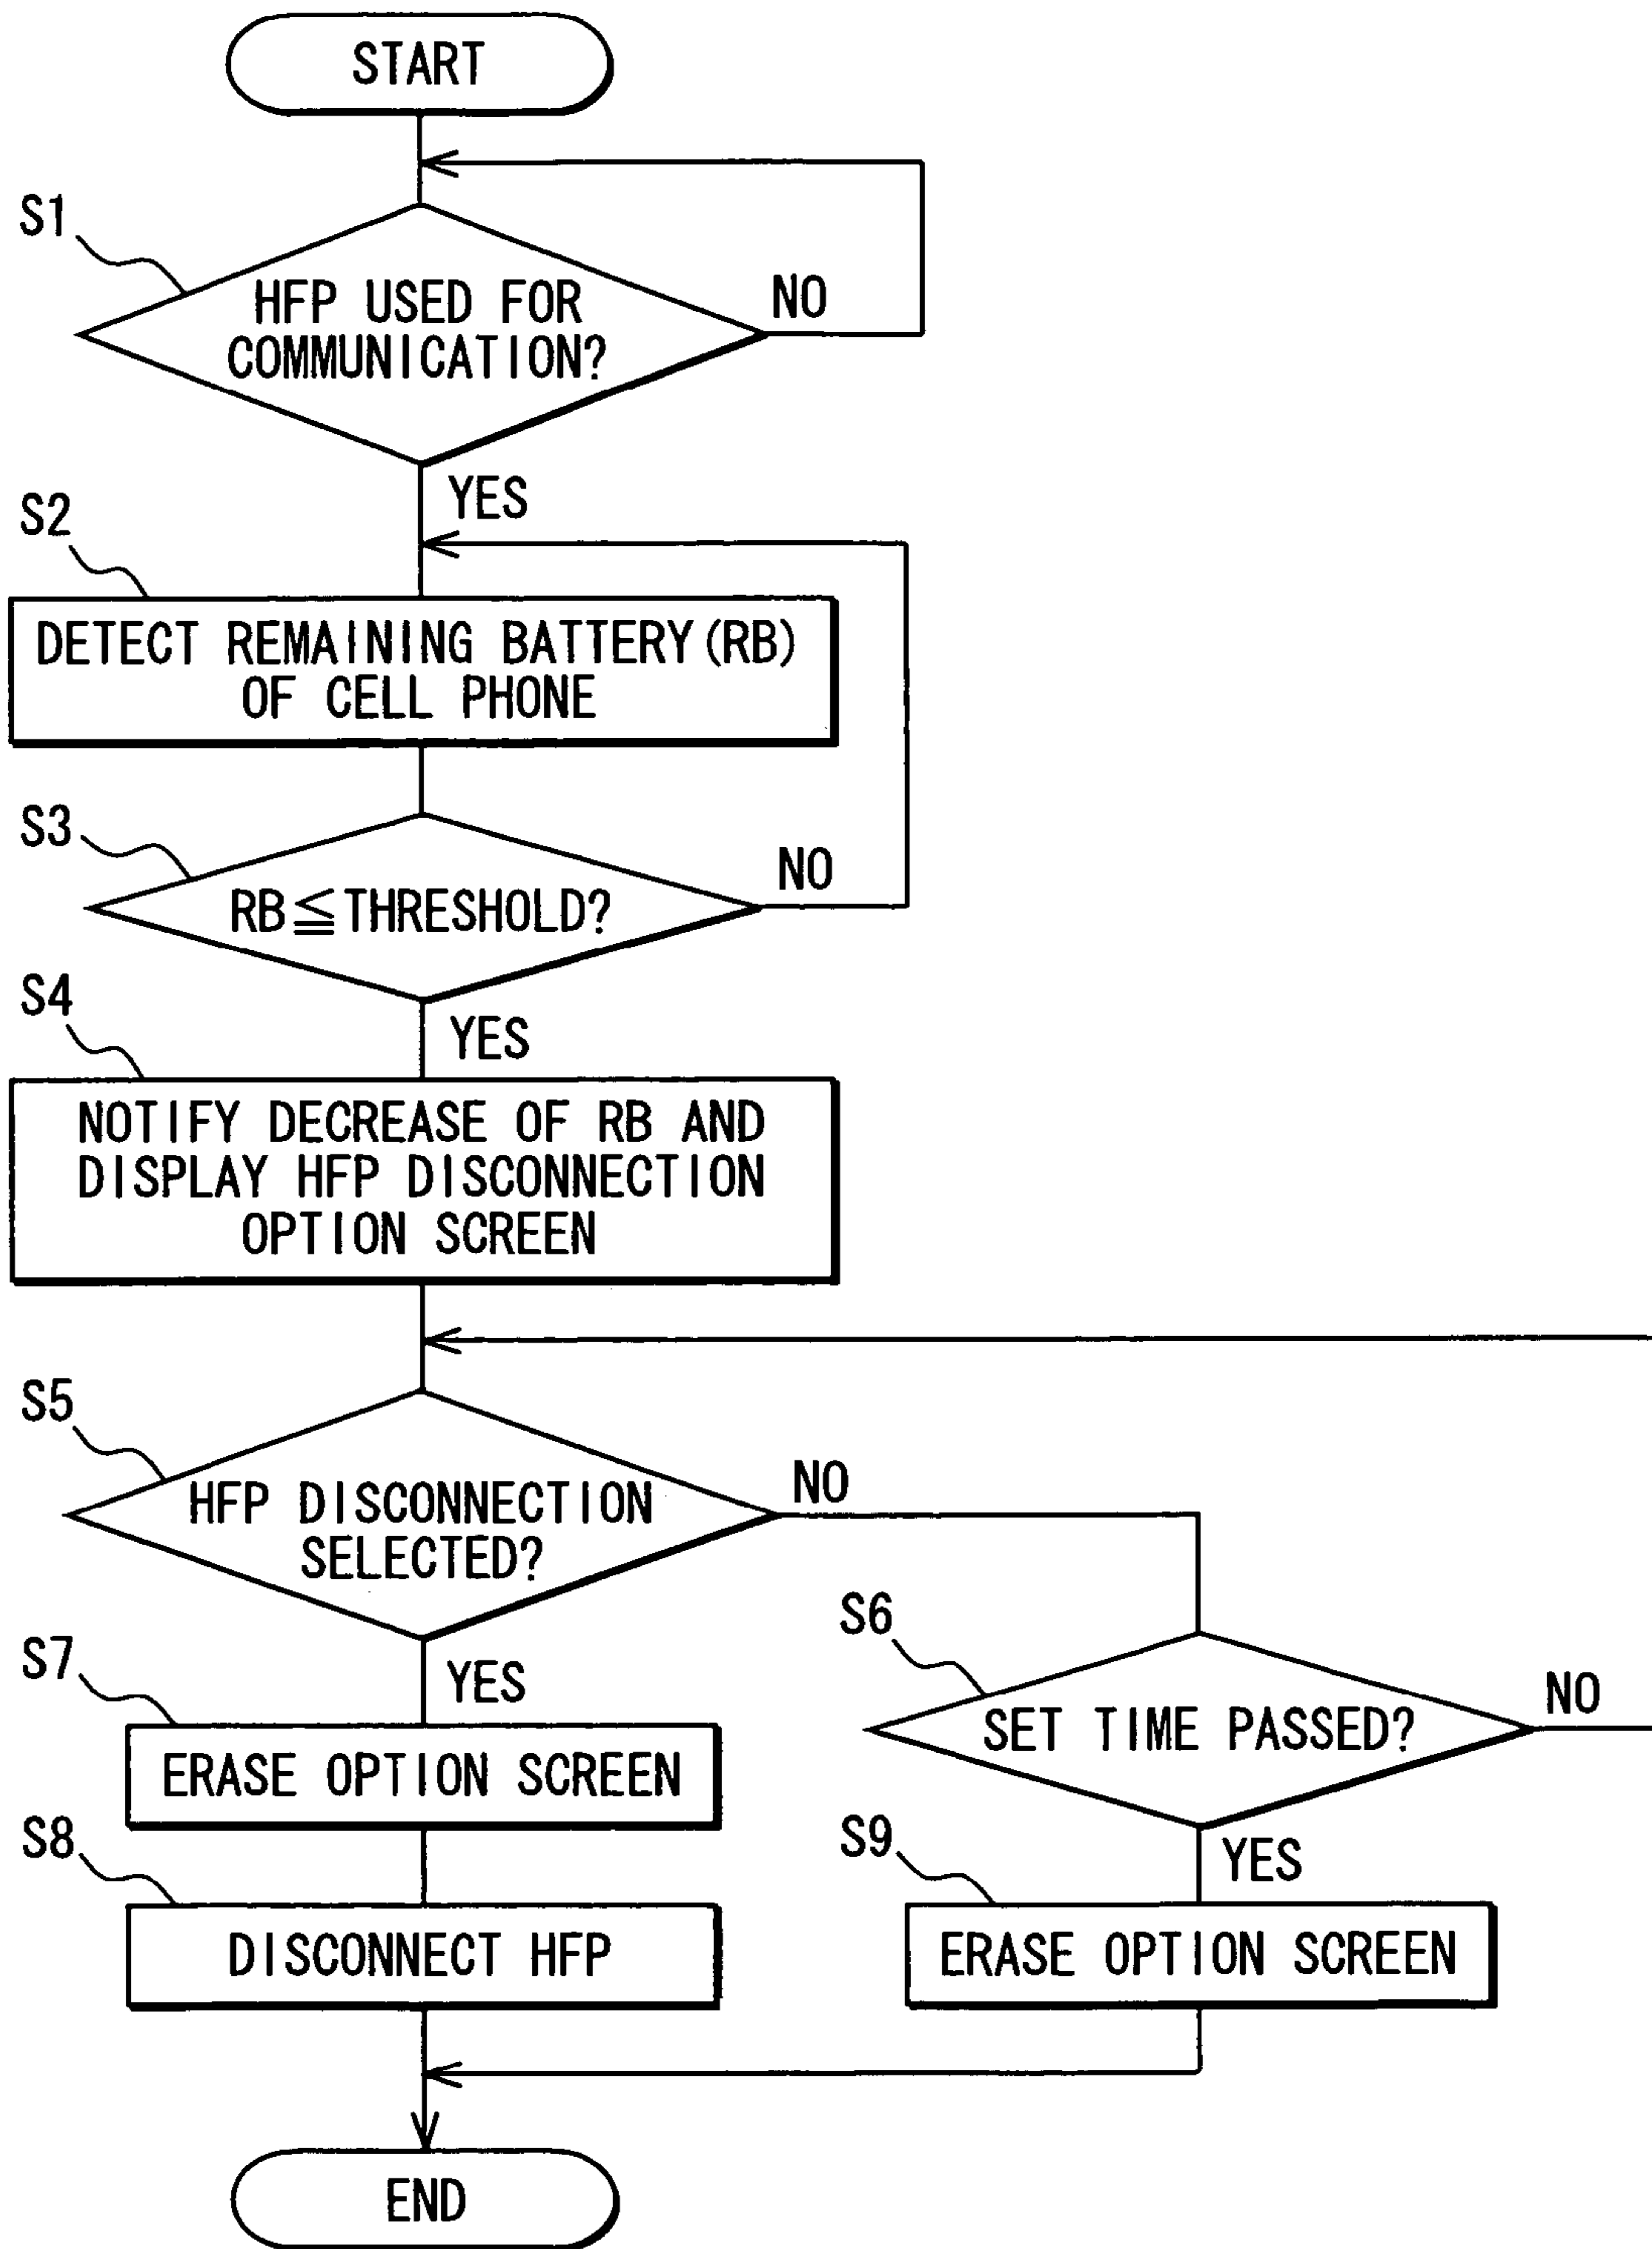 START
S1
HFP USED FOR
COMMUNICATION?
NO
YES
S2
DETECT REMAINING BATTERY(RB)
OF CELL PHONE
S3
RB≦THRESHOLD?
NO
YES
S4
NOTIFY DECREASE OF RB AND
DISPLAY HFP DISCONNECTION
OPTION SCREEN
S5
HFP DISCONNECTION
SELECTED?
NO
YES
S6
SET TIME PASSED?
NO
YES
S7
ERASE OPTION SCREEN
S8
DISCONNECT HFP
S9
ERASE OPTION SCREEN
END